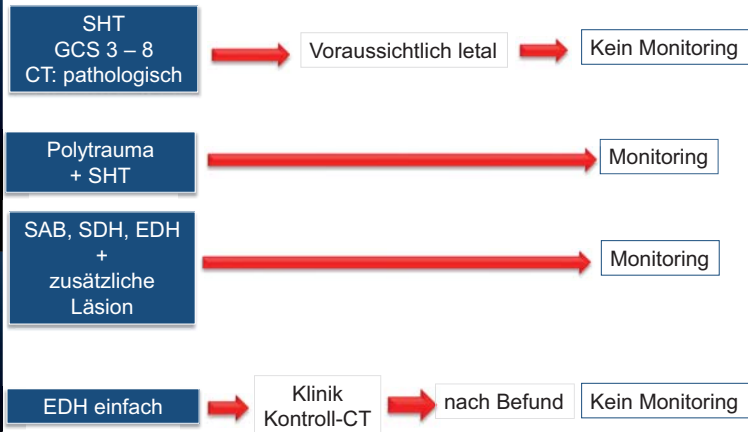 SHT
GCS 3 – 8
CT: pathologisch
Voraussichtlich letal
Kein Monitoring
Polytrauma
+ SHT
Monitoring
SAB, SDH, EDH
+
zusätzliche
Läsion
Monitoring
EDH einfach
Klinik
Kontroll-CT
nach Befund
Kein Monitoring